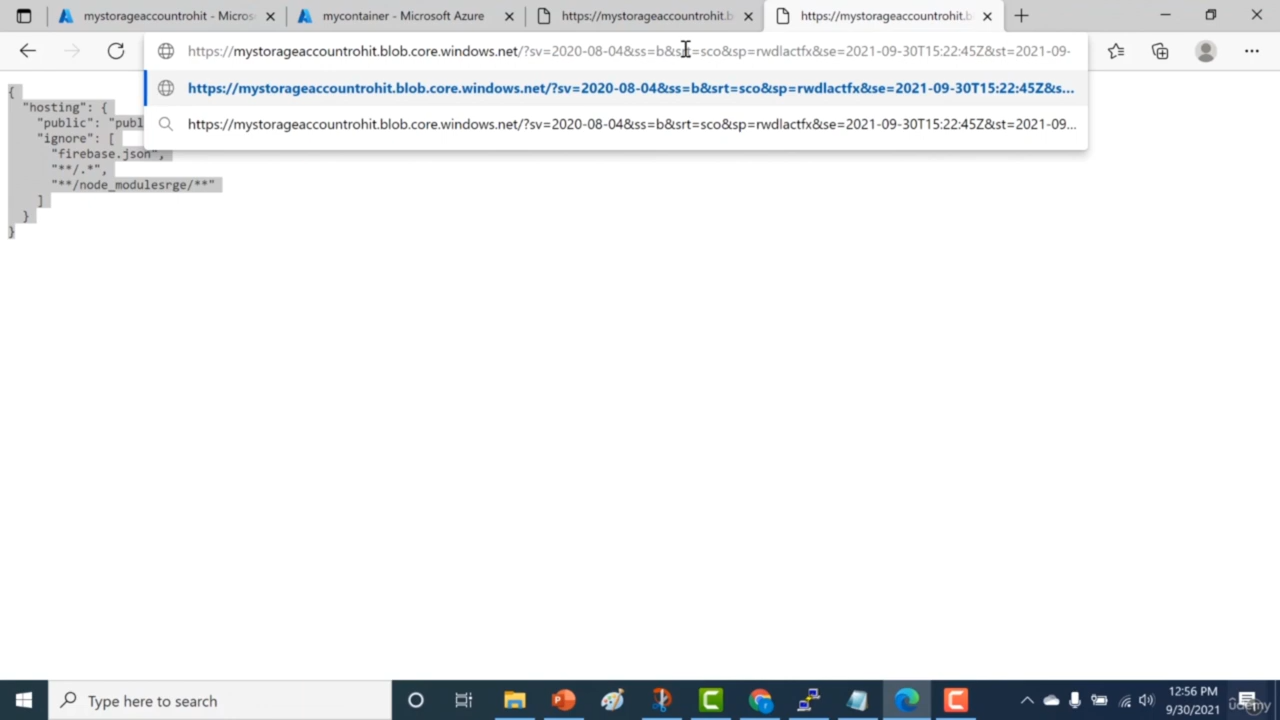 mystorageaccountrohit - Micros
mycontainer - Microsoft Azure
https://mystorageaccountrohit.b
https://mystorageaccountrohit.b
https://mystorageaccountrohit.blob.core.windows.net/?sv=2020-08-04&ss=b&srt=sco&sp=rwdlactfx&se=2021-09-30T15:22:45Z&st=2021-09-
https://mystorageaccountrohit.blob.core.windows.net/?sv=2020-08-04&ss=b&srt=sco&sp=rwdlactfx&se=2021-09-30T15:22:45Z&s...
https://mystorageaccountrohit.blob.core.windows.net/?sv=2020-08-04&ss=b&srt=sco&sp=rwdlactfx&se=2021-09-30T15:22:45Z&st=2021-09...
{
"hosting": {
"public": "publ
"ignore": [
"firebase.json",
"**/.*",
"**/node_modulesrge/**"
]
}
}
Type here to search
12:56 PM
9/30/2021
udemy